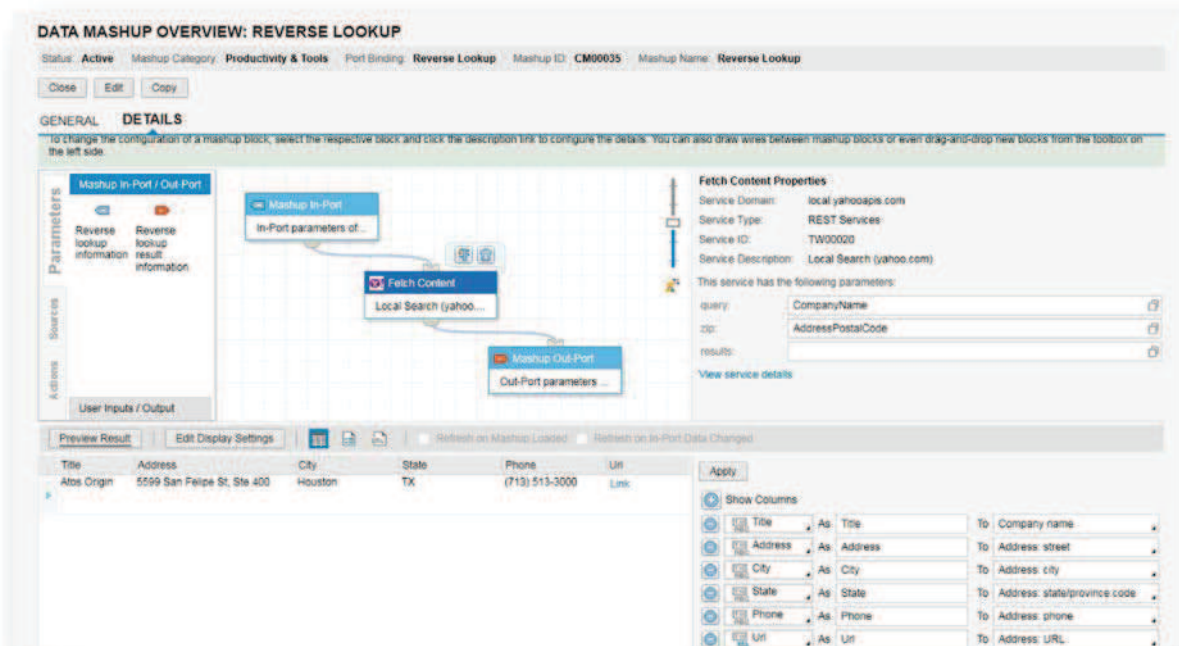 DATA MASHUP OVERVIEW: REVERSE LOOKUP
Status: Active Mashup Category: Productivity & Tools Port Binding: Reverse Lookup Mashup ID: CM00035 Mashup Name: Reverse Lookup
Close Edit Copy
GENERAL DETAILS
To change the configuration of a mashup block, select the respective block and click the description link to configure the details. You can also draw wires between mashup blocks or even drag-and-drop new blocks from the toolbox on
the left side.
Parameters
Sources
Actions
Mashup In-Port / Out-Port
Reverse lookup information
Reverse lookup result information
User Inputs / Output
Mashup In-Port
In-Port parameters of...
Fetch Content
Local Search (yahoo....
Mashup Out-Port
Out-Port parameters ...
Fetch Content Properties
Service Domain: local.yahooapis.com
Service Type: REST Services
Service ID: TW00020
Service Description: Local Search (yahoo.com)
This service has the following parameters:
query: CompanyName
zip: AddressPostalCode
results:
View service details
Preview Result Edit Display Settings Refresh on Mashup Loaded Refresh on In-Port Data Changed
Title Address City State Phone Url
Atos Origin 5599 San Felipe St, Ste 400 Houston TX (713) 513-3000 Link
Apply
Show Columns
Title As Title To Company name
Address As Address To Address: street
City As City To Address: city
State As State To Address: state/province code
Phone As Phone To Address: phone
Url As Url To Address: URL